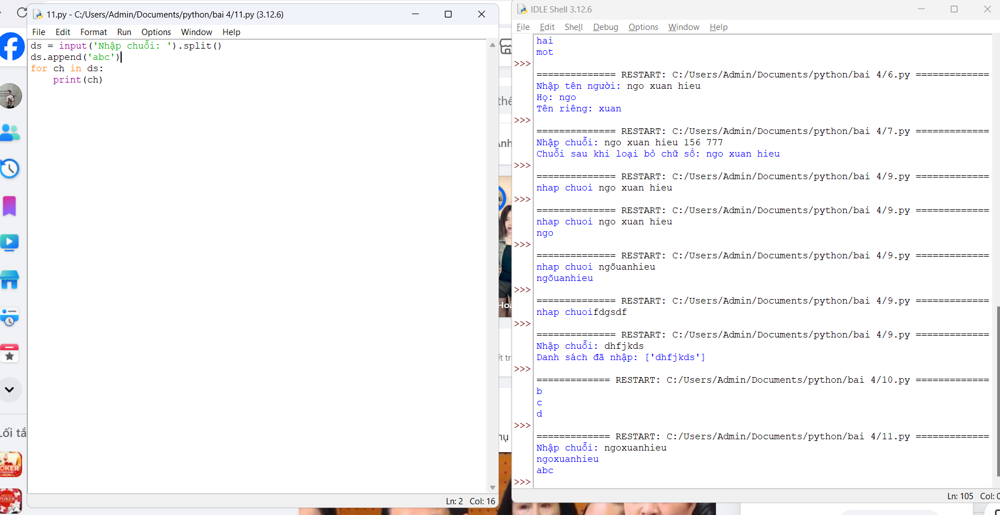 11.py - C:/Users/Admin/Documents/python/bai 4/11.py (3.12.6)
File Edit Format Run Options Window Help
ds = input('Nhập chuỗi: ').split()
ds.append('abc')
for ch in ds:
    print(ch)
Ln: 2 Col: 16
Lối tắ
IDLE Shell 3.12.6
File Edit Shell Debug Options Window Help
hai
mot
>>>
============== RESTART: C:/Users/Admin/Documents/python/bai 4/6.py =============
Nhập tên người: ngo xuan hieu
Họ: ngo
Tên riêng: xuan
>>>
============== RESTART: C:/Users/Admin/Documents/python/bai 4/7.py =============
Nhập chuỗi: ngo xuan hieu 156 777
Chuỗi sau khi loại bỏ chữ số: ngo xuan hieu
>>>
============== RESTART: C:/Users/Admin/Documents/python/bai 4/9.py =============
nhap chuoi ngo xuan hieu
>>>
============== RESTART: C:/Users/Admin/Documents/python/bai 4/9.py =============
nhap chuoi ngo xuan hieu
ngo
>>>
============== RESTART: C:/Users/Admin/Documents/python/bai 4/9.py =============
nhap chuoi ngõuanhieu
ngõuanhieu
>>>
============== RESTART: C:/Users/Admin/Documents/python/bai 4/9.py =============
nhap chuoifdgsdf
>>>
============== RESTART: C:/Users/Admin/Documents/python/bai 4/9.py =============
Nhập chuỗi: dhfjkds
Danh sách đã nhập: ['dhfjkds']
>>>
============= RESTART: C:/Users/Admin/Documents/python/bai 4/10.py =============
b
c
d
>>>
============= RESTART: C:/Users/Admin/Documents/python/bai 4/11.py =============
Nhập chuỗi: ngoxuanhieu
ngoxuanhieu
abc
>>>
Ln: 105 Col: 0